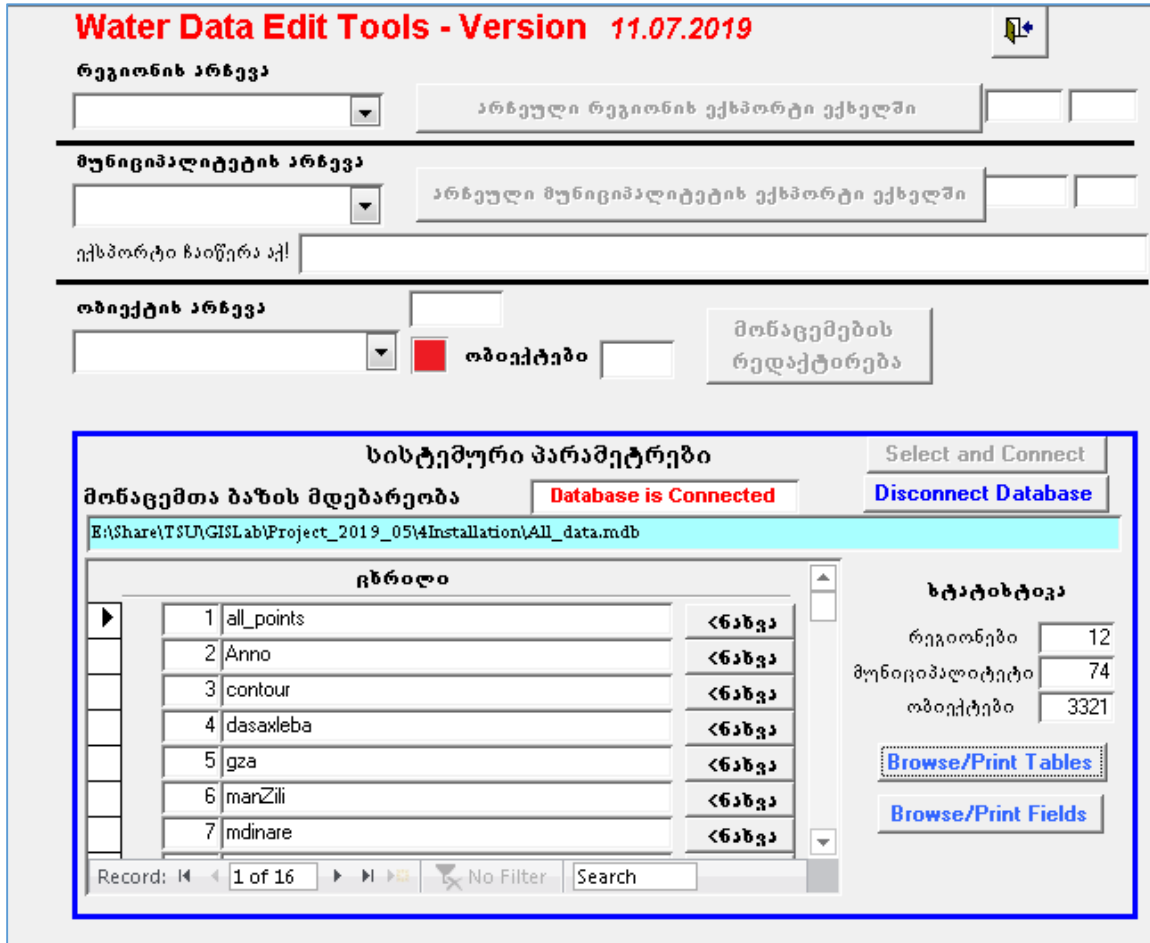 Water Data Edit Tools - Version 11.07.2019
რეგიონის არჩევა
არჩეული რეგიონის ექსპორტი ექსელში
მუნიციპალიტეტის არჩევა
არჩეული მუნიციპალიტეტის ექსპორტი ექსელში
ექსპორტი ჩაიწერა აქ!
ობიექტის არჩევა
ობიექტები
მონაცემების
რედაქტირება
სისტემური პარამეტრები
Select and Connect
მონაცემთა ბაზის მდებარეობა
Database is Connected
Disconnect Database
E:\Share\TSU\GISLab\Project_2019_05\4Installation\All_data.mdb
ცხრილი
1 all_points <ნახვა
2 Anno <ნახვა
3 contour <ნახვა
4 dasaxleba <ნახვა
5 gza <ნახვა
6 manZili <ნახვა
7 mdinare <ნახვა
Record: 1 of 16 No Filter Search
სტატისტიკა
რეგიონები 12
მუნიციპალიტეტი 74
ობიექტები 3321
Browse/Print Tables
Browse/Print Fields